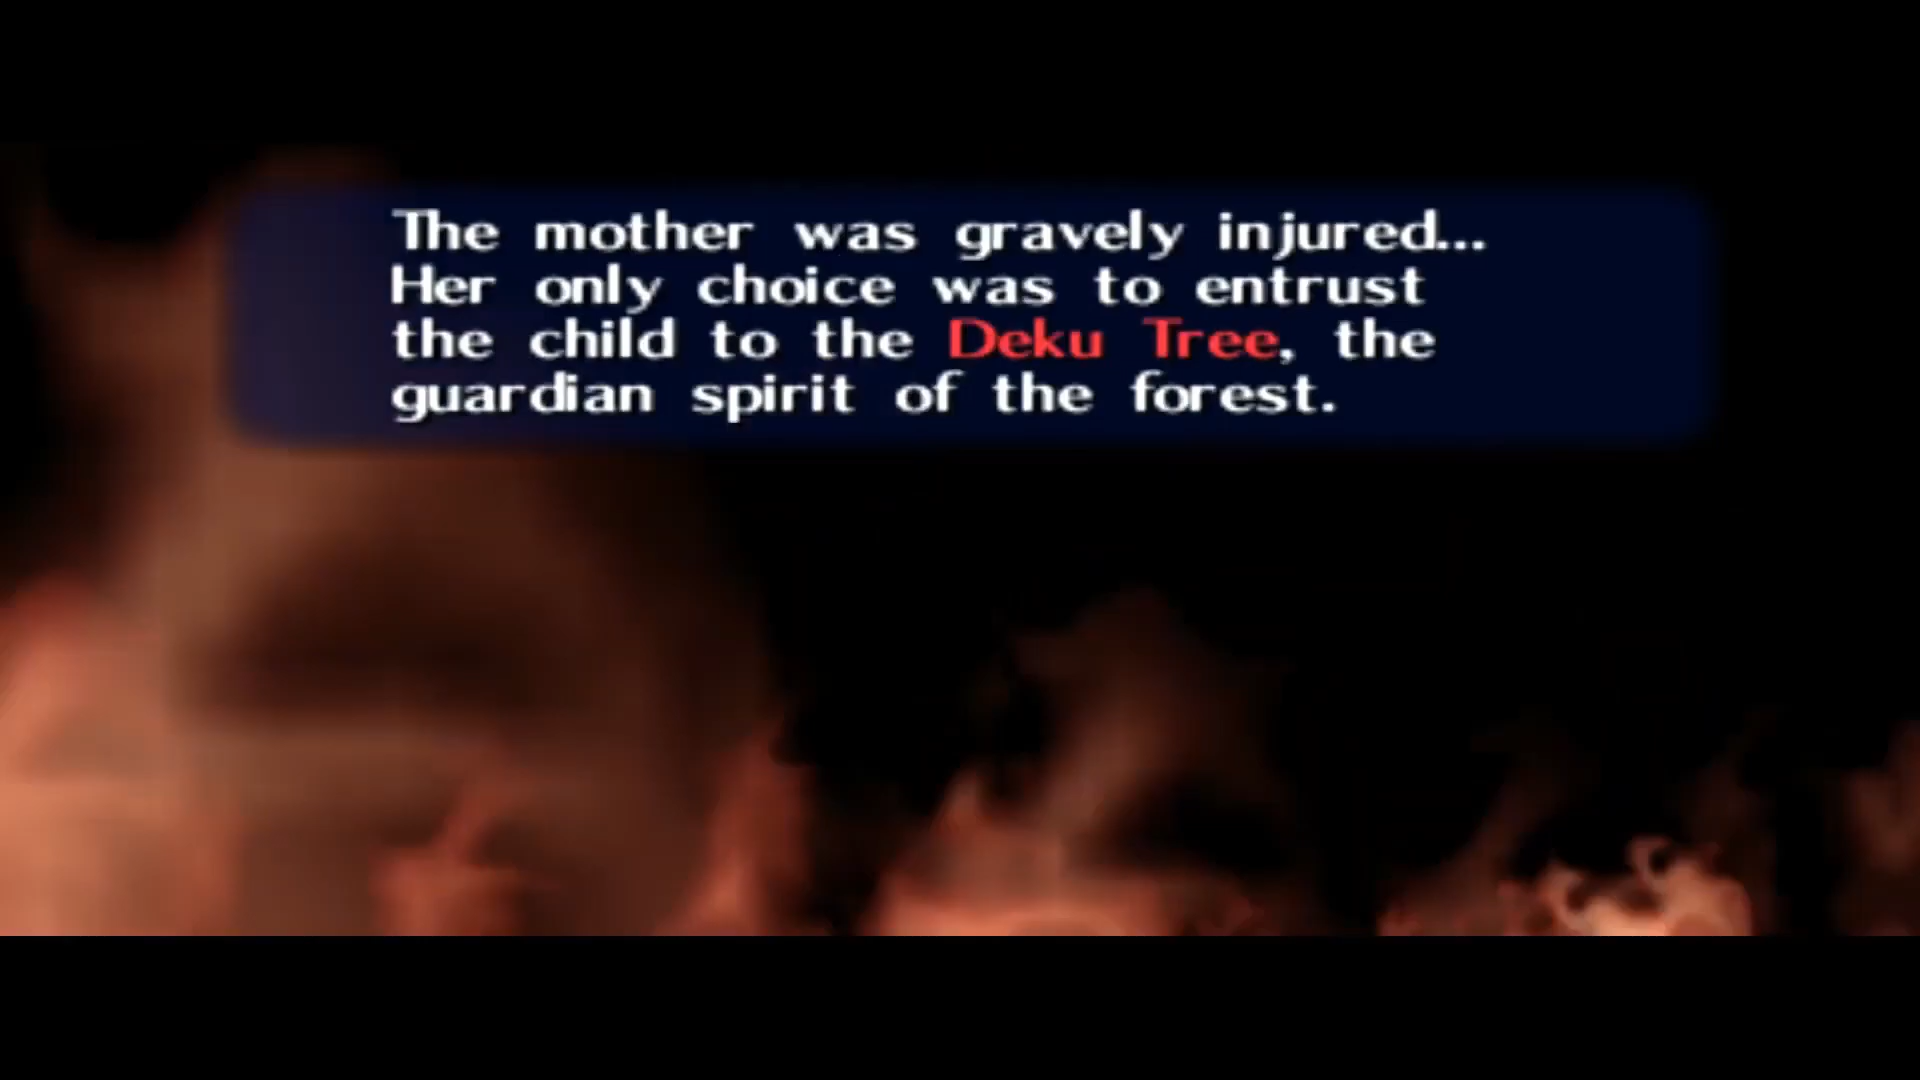 The mother was gravely injured...
Her only choice was to entrust
the child to the Deku Tree, the
guardian spirit of the forest.